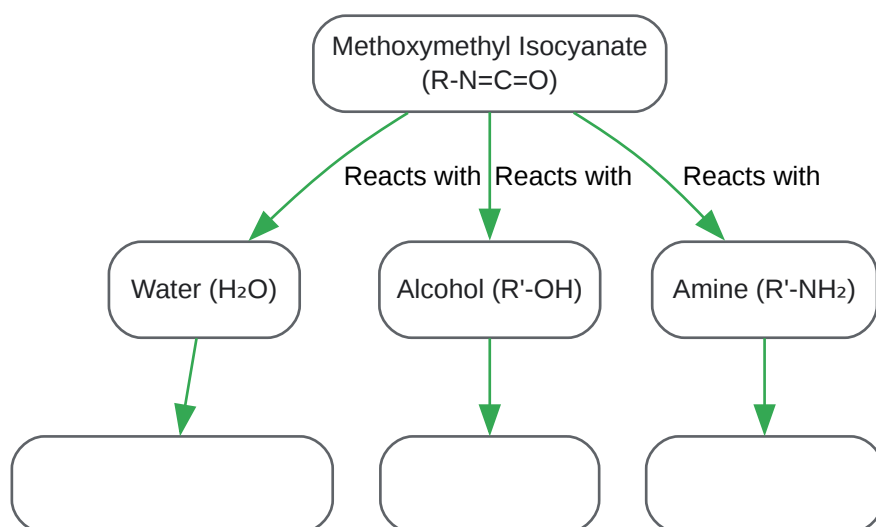 Methoxymethyl Isocyanate
(R-N=C=O)
Reacts with
Reacts with
Reacts with
Water (H₂O)
Alcohol (R'-OH)
Amine (R'-NH₂)